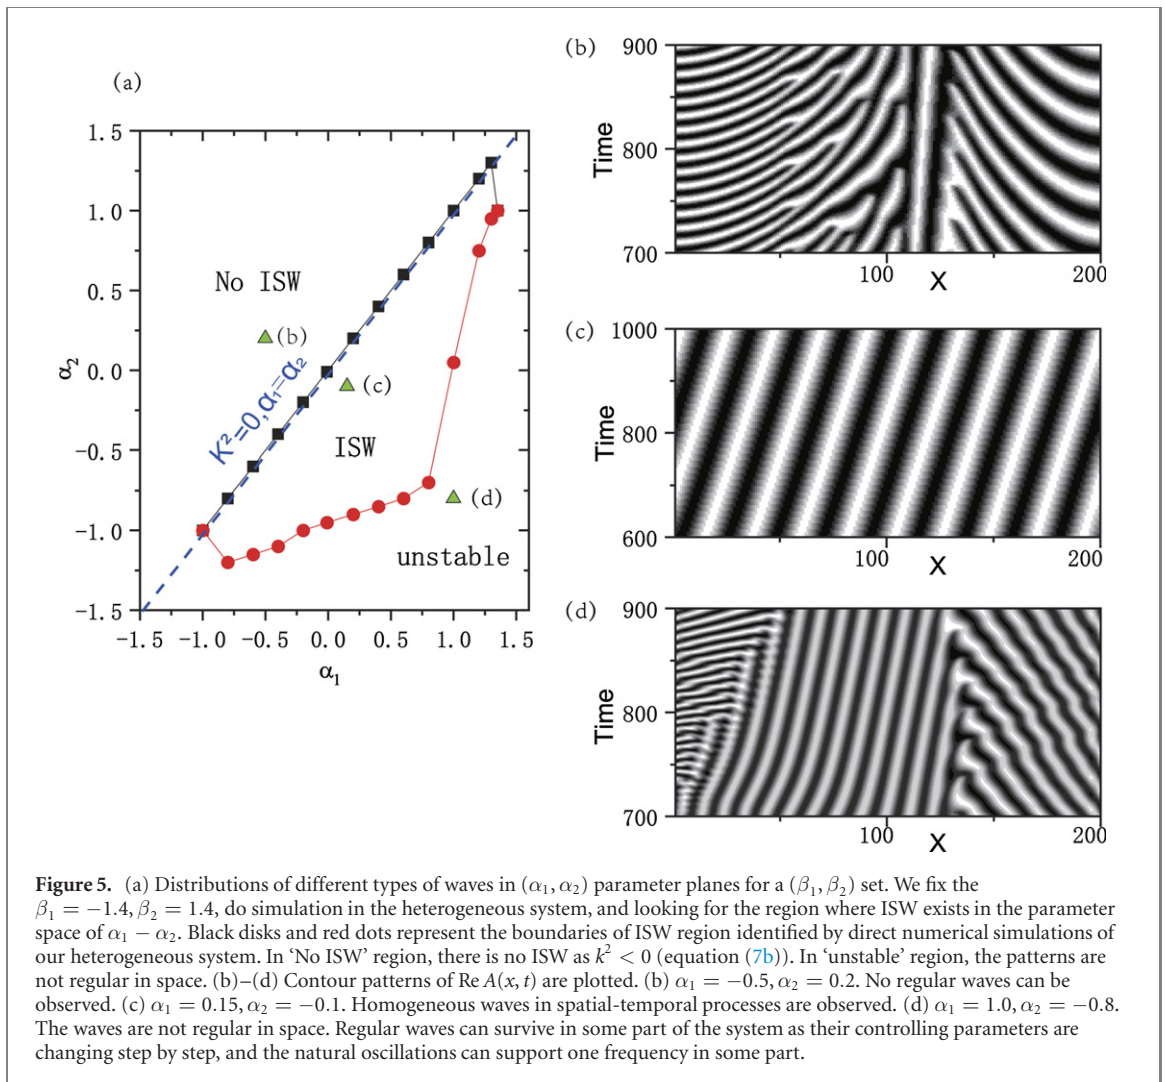 (a)
1.5
1.0
0.5
0.0
-0.5
-1.0
-1.5
α₂
No ISW
(b)
K²=0,α₁=α₂
(c)
ISW
(d)
unstable
-1.5 -1.0 -0.5 0.0 0.5 1.0 1.5
α₁
(b)
900
800
700
Time
100 200
X
(c)
1000
800
600
Time
100 200
X
(d)
900
800
700
Time
100 200
X
Figure 5. (a) Distributions of different types of waves in (α₁, α₂) parameter planes for a (β₁, β₂) set. We fix the
β₁ = −1.4, β₂ = 1.4, do simulation in the heterogeneous system, and looking for the region where ISW exists in the parameter
space of α₁ − α₂. Black disks and red dots represent the boundaries of ISW region identified by direct numerical simulations of
our heterogeneous system. In ‘No ISW’ region, there is no ISW as k² < 0 (equation (7b)). In ‘unstable’ region, the patterns are
not regular in space. (b)–(d) Contour patterns of Re A(x, t) are plotted. (b) α₁ = −0.5, α₂ = 0.2. No regular waves can be
observed. (c) α₁ = 0.15, α₂ = −0.1. Homogeneous waves in spatial-temporal processes are observed. (d) α₁ = 1.0, α₂ = −0.8.
The waves are not regular in space. Regular waves can survive in some part of the system as their controlling parameters are
changing step by step, and the natural oscillations can support one frequency in some part.